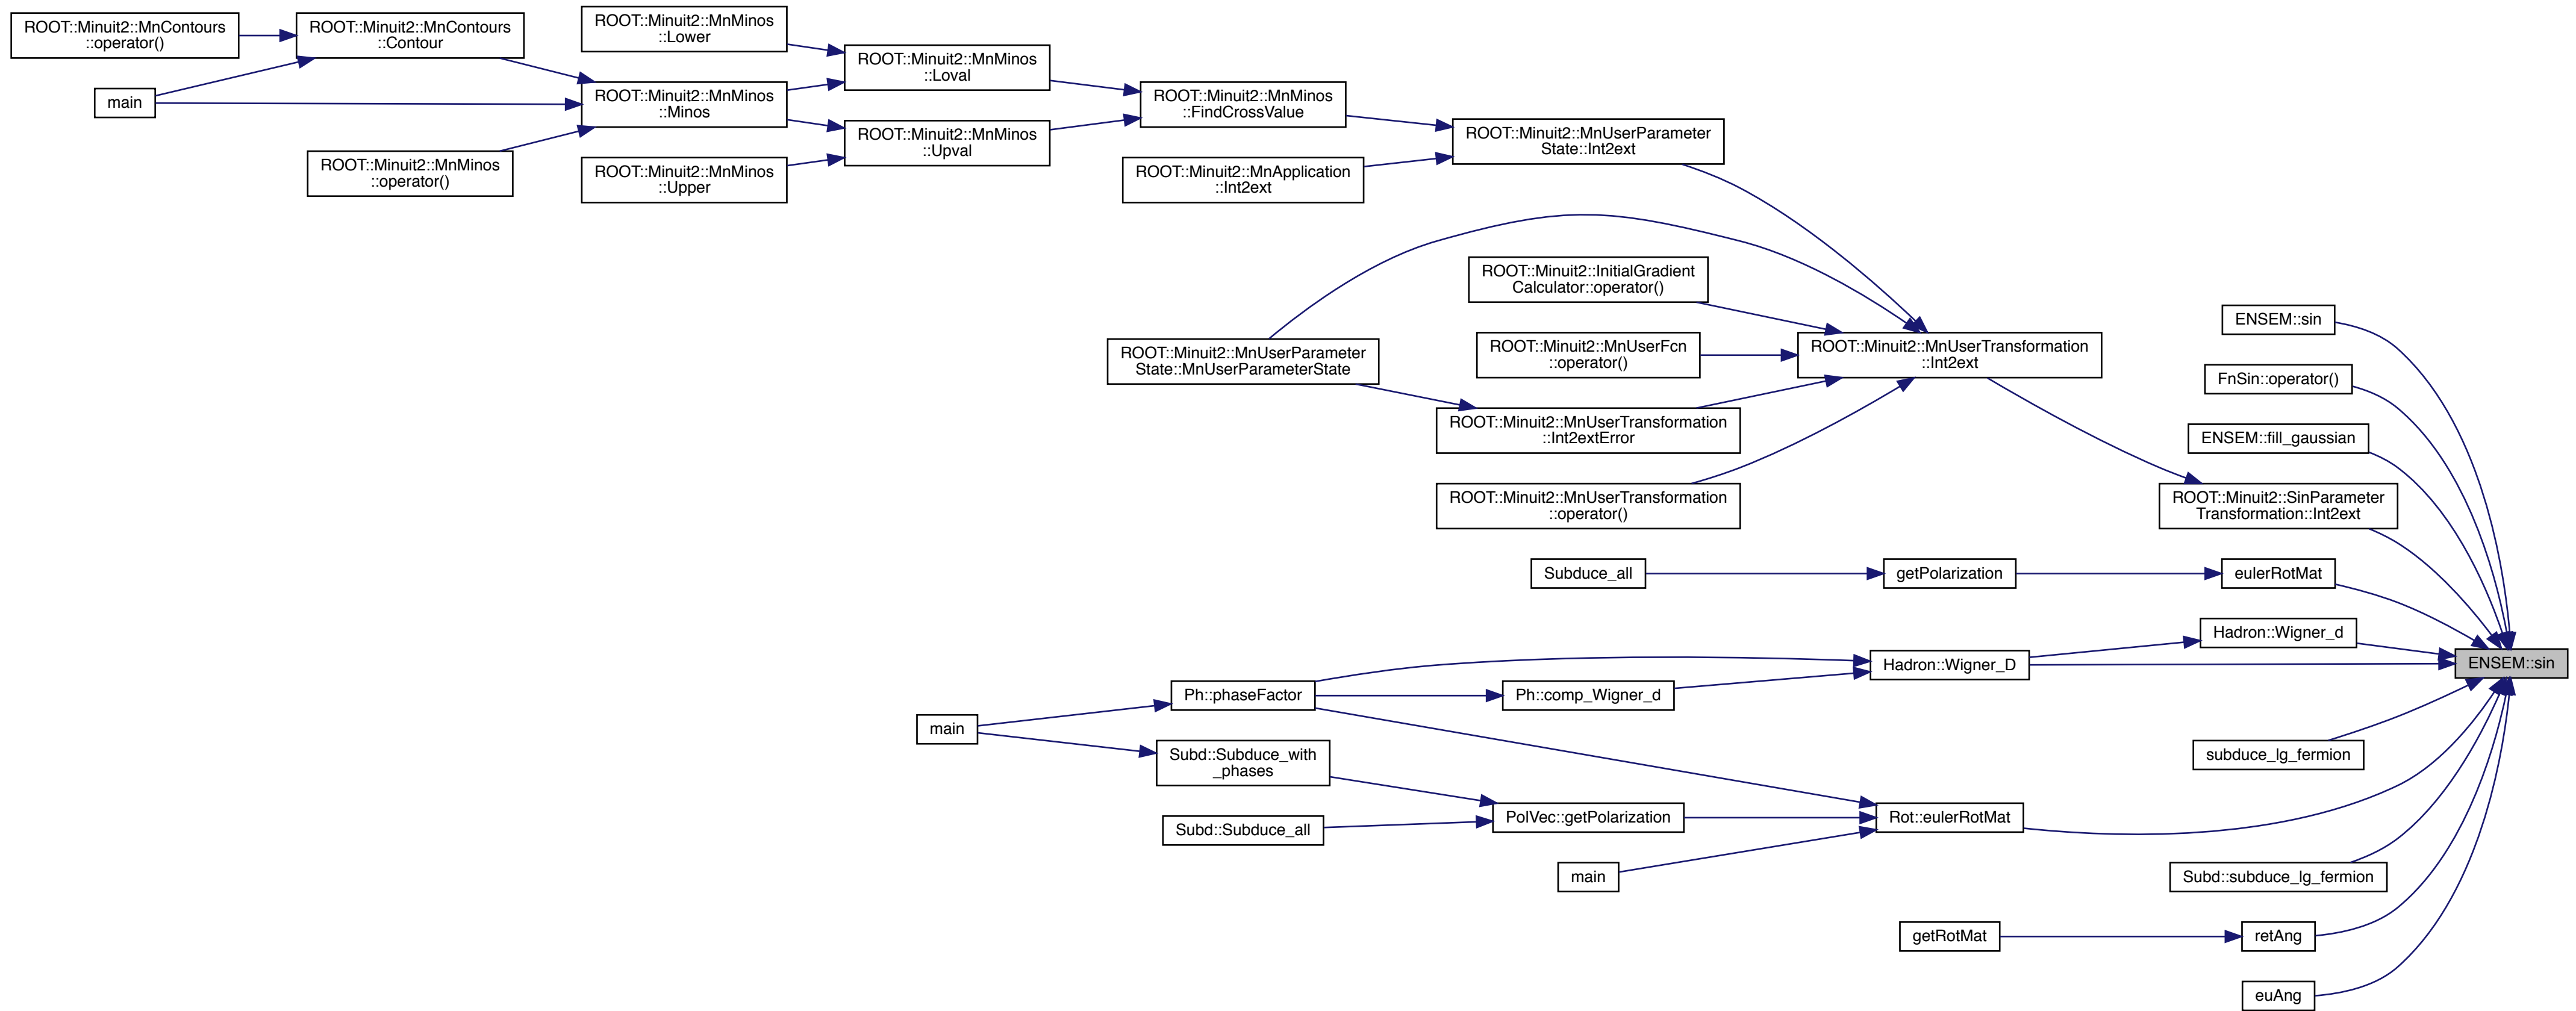 ROOT::Minuit2::MnContours
::operator()
ROOT::Minuit2::MnContours
::Contour
main
ROOT::Minuit2::MnMinos
::Lower
ROOT::Minuit2::MnMinos
::Minos
ROOT::Minuit2::MnMinos
::operator()
ROOT::Minuit2::MnMinos
::Upper
ROOT::Minuit2::MnMinos
::Loval
ROOT::Minuit2::MnMinos
::Upval
ROOT::Minuit2::MnMinos
::FindCrossValue
ROOT::Minuit2::MnApplication
::Int2ext
ROOT::Minuit2::MnUserParameter
State::Int2ext
ROOT::Minuit2::InitialGradient
Calculator::operator()
ROOT::Minuit2::MnUserFcn
::operator()
ROOT::Minuit2::MnUserParameter
State::MnUserParameterState
ROOT::Minuit2::MnUserTransformation
::Int2extError
ROOT::Minuit2::MnUserTransformation
::operator()
ROOT::Minuit2::MnUserTransformation
::Int2ext
ENSEM::sin
FnSin::operator()
ENSEM::fill_gaussian
ROOT::Minuit2::SinParameter
Transformation::Int2ext
Subduce_all
getPolarization
eulerRotMat
Hadron::Wigner_d
Hadron::Wigner_D
ENSEM::sin
Ph::phaseFactor
Ph::comp_Wigner_d
main
Subd::Subduce_with
_phases
subduce_lg_fermion
Subd::Subduce_all
PolVec::getPolarization
Rot::eulerRotMat
main
Subd::subduce_lg_fermion
getRotMat
retAng
euAng